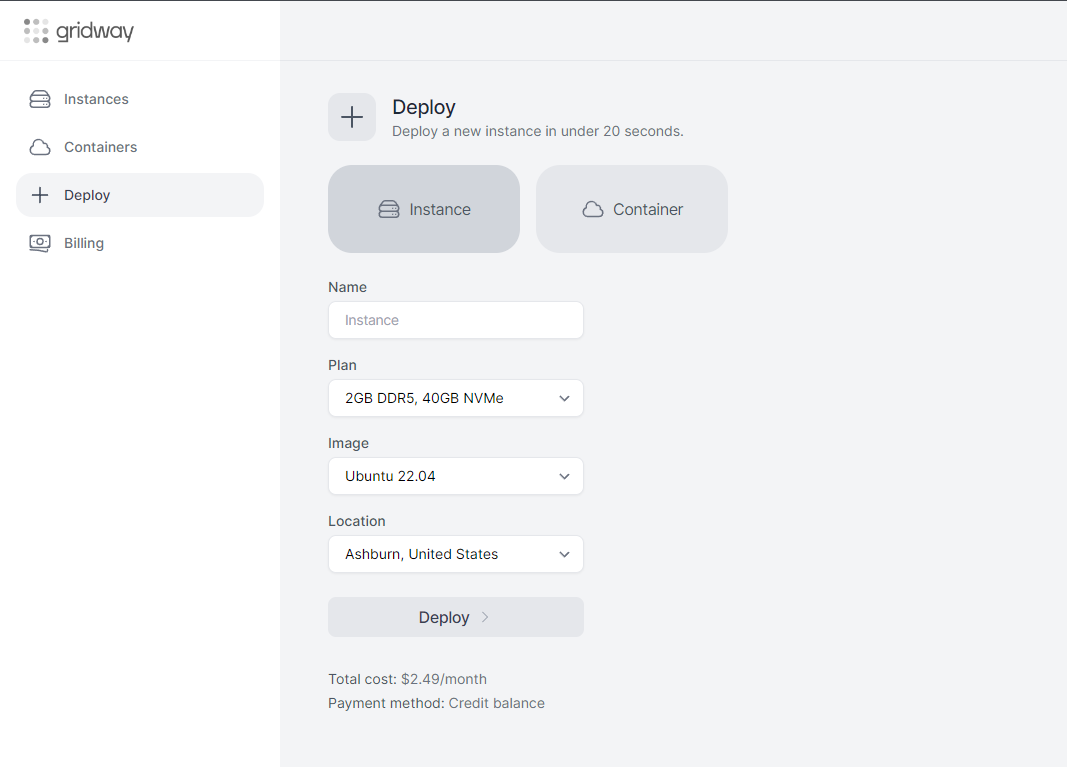 gridway
Instances
Containers
Deploy
Billing
Deploy
Deploy a new instance in under 20 seconds.
Instance
Container
Name
Instance
Plan
2GB DDR5, 40GB NVMe
Image
Ubuntu 22.04
Location
Ashburn, United States
Deploy
Total cost: $2.49/month
Payment method: Credit balance